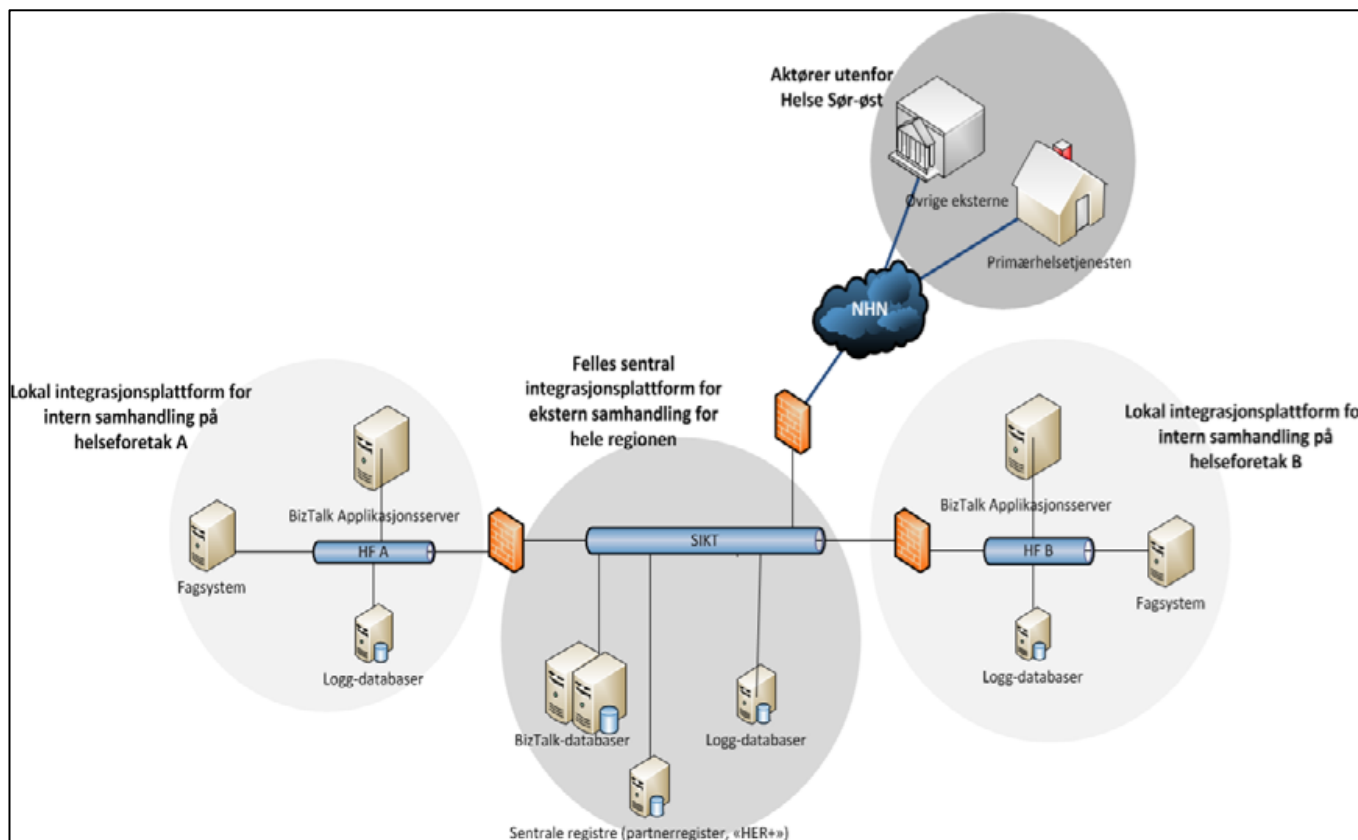 Aktører utenfor
Helse Sør-øst
Øvrige eksterne
Primærhelsetjenesten
NHN
Felles sentral
integrasjonsplattform for
ekstern samhandling for
hele regionen
Lokal integrasjonsplattform for
intern samhandling på
helseforetak A
BizTalk Applikasjonsserver
HF A
Fagsystem
Logg-databaser
SIKT
BizTalk-databaser
Logg-databaser
Sentrale registre (partnerregister, «HER+»)
Lokal integrasjonsplattform for
intern samhandling på
helseforetak B
BizTalk Applikasjonsserver
HF B
Fagsystem
Logg-databaser